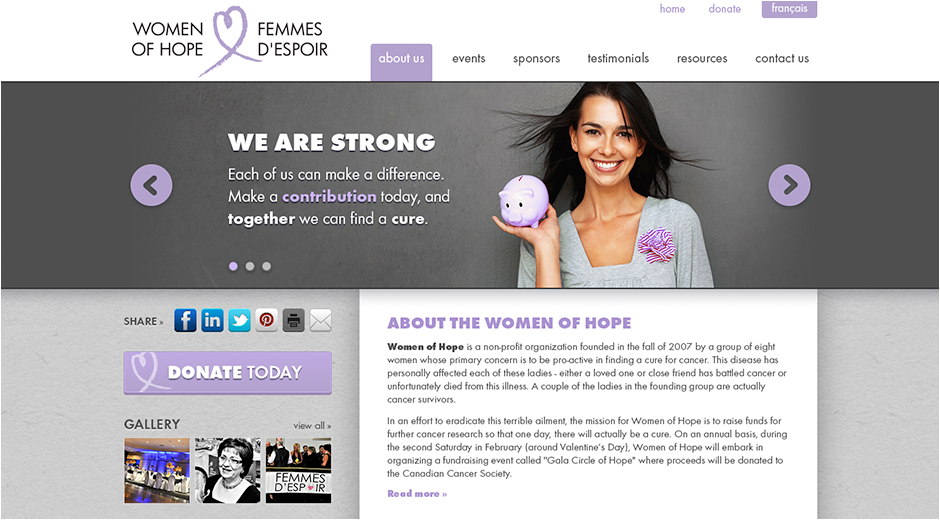 home donate français
WOMEN FEMMES
OF HOPE D'ESPOIR
about us events sponsors testimonials resources contact us
WE ARE STRONG
Each of us can make a difference.
Make a contribution today, and
together we can find a cure.
SHARE »
DONATE TODAY
GALLERY view all »
FEMMES
D'ESPOIR
ABOUT THE WOMEN OF HOPE
Women of Hope is a non-profit organization founded in the fall of 2007 by a group of eight
women whose primary concern is to be pro-active in finding a cure for cancer. This disease has
personally affected each of these ladies - either a loved one or close friend has battled cancer or
unfortunately died from this illness. A couple of the ladies in the founding group are actually
cancer survivors.
In an effort to eradicate this terrible ailment, the mission for Women of Hope is to raise funds for
further cancer research so that one day, there will actually be a cure. On an annual basis, during
the second Saturday in February (around Valentine's Day), Women of Hope will embark in
organizing a fundraising event called "Gala Circle of Hope" where proceeds will be donated to
the Canadian Cancer Society.
Read more »